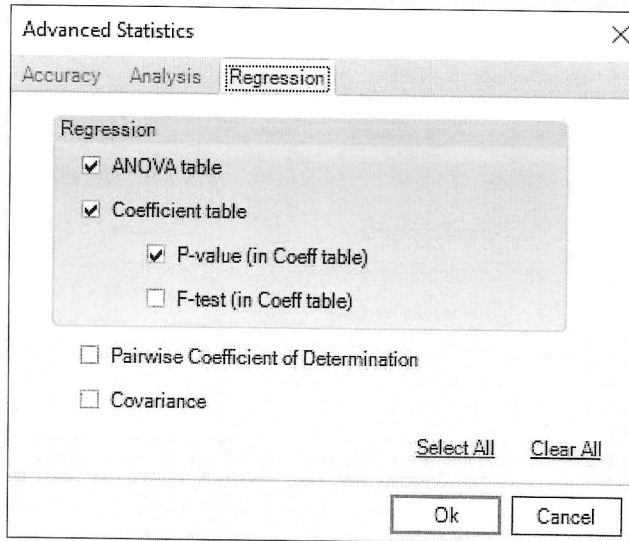 Advanced Statistics
Accuracy Analysis Regression
Regression
ANOVA table
Coefficient table
P-value (in Coeff table)
F-test (in Coeff table)
Pairwise Coefficient of Determination
Covariance
Select All Clear All
Ok Cancel